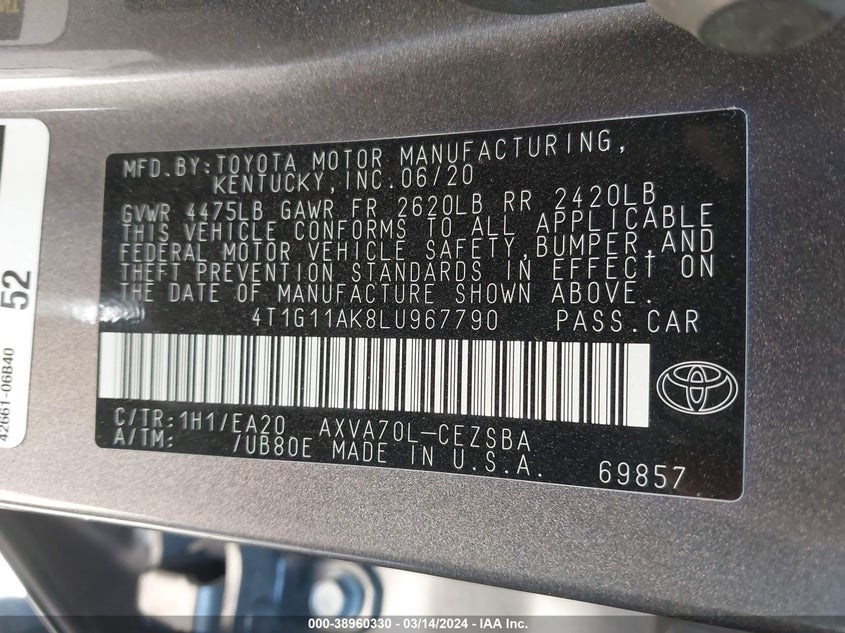 MFD.BY:TOYOTA MOTOR MANUFACTURING,
KENTUCKY,INC.06/20
GVWR 4475LB GAWR FR 2620LB RR 2420LB
THIS VEHICLE CONFORMS TO ALL APPLICABLE
FEDERAL MOTOR VEHICLE SAFETY,BUMPER,AND
THEFT PREVENTION STANDARDS IN EFFECT ON
THE DATE OF MANUFACTURE SHOWN ABOVE.
4T1G11AK8LU967790 PASS.CAR
C/TR:1H1/EA20 AXVA70L-CEZSBA
A/TM: /UB80E MADE IN U.S.A.
69857
52
42661-06B40
000-38960330 - 03/14/2024 - IAA Inc.